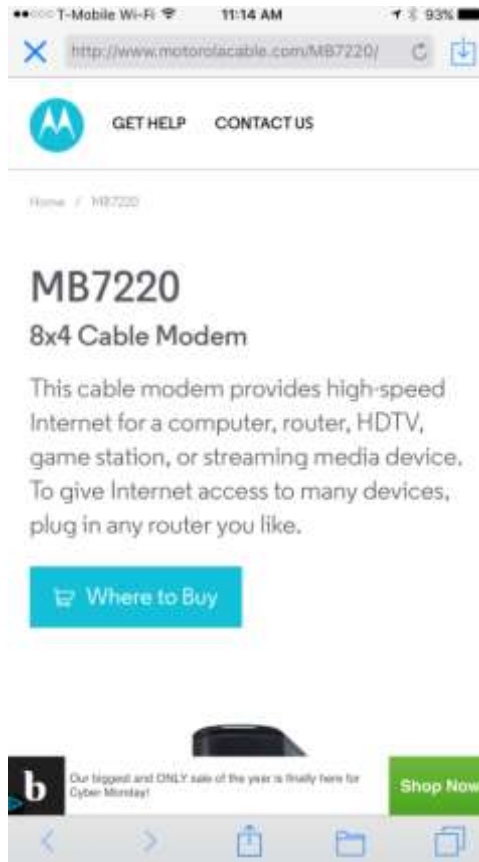 T-Mobile Wi-Fi 11:14 AM 93%
http://www.motorolacable.com/MB7220/
GET HELP CONTACT US
Home / MB7220
MB7220
8x4 Cable Modem
This cable modem provides high-speed
Internet for a computer, router, HDTV,
game station, or streaming media device.
To give Internet access to many devices,
plug in any router you like.
Where to Buy
b
Our biggest and ONLY sale of the year is finally here for
Cyber Monday!
Shop Now